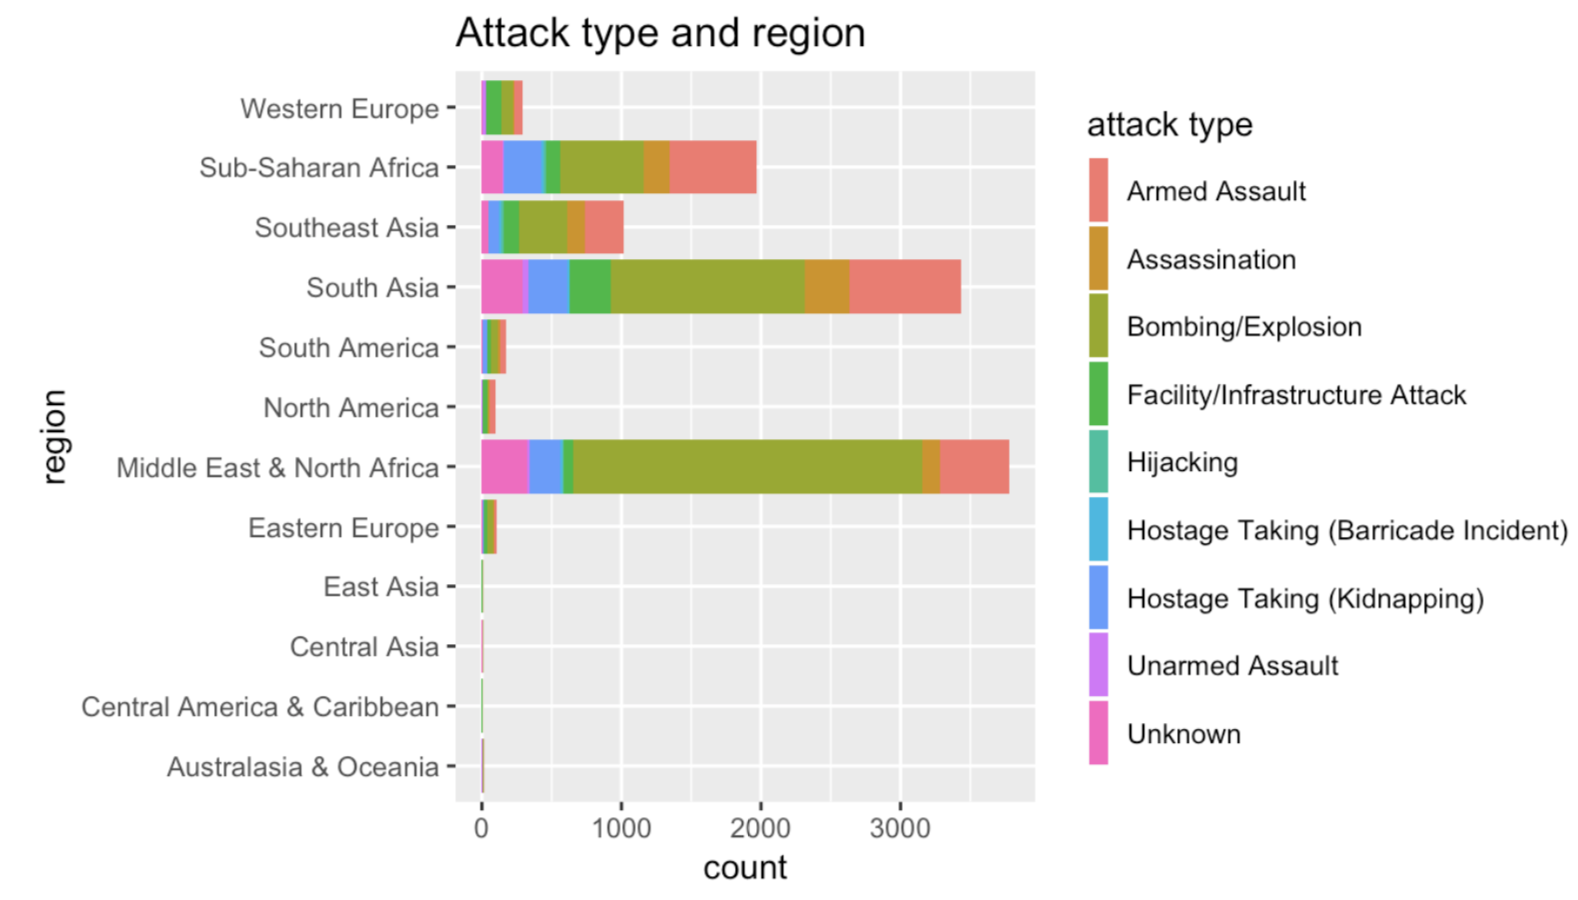 Attack type and region
region
Western Europe
Sub-Saharan Africa
Southeast Asia
South Asia
South America
North America
Middle East & North Africa
Eastern Europe
East Asia
Central Asia
Central America & Caribbean
Australasia & Oceania
0 1000 2000 3000
count
attack type
Armed Assault
Assassination
Bombing/Explosion
Facility/Infrastructure Attack
Hijacking
Hostage Taking (Barricade Incident)
Hostage Taking (Kidnapping)
Unarmed Assault
Unknown